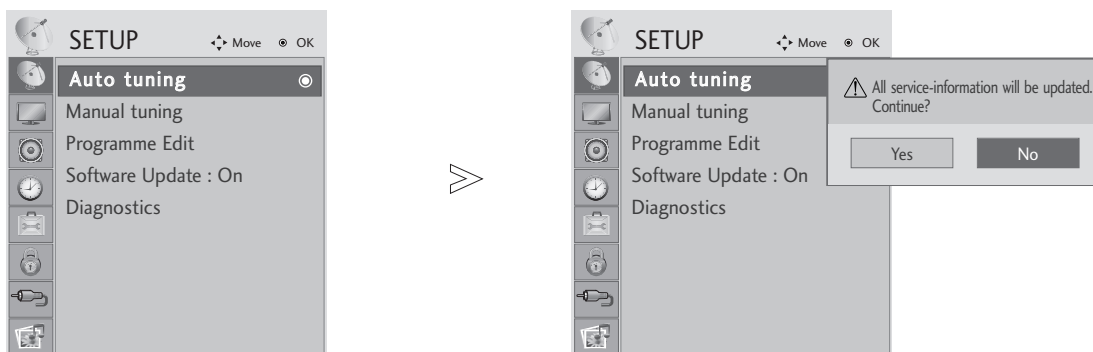 SETUP Move OK
Auto tuning
Manual tuning
Programme Edit
Software Update : On
Diagnostics
SETUP Move OK
Auto tuning
Manual tuning
Programme Edit
Software Update : On
Diagnostics
All service-information will be updated.
Continue?
Yes No